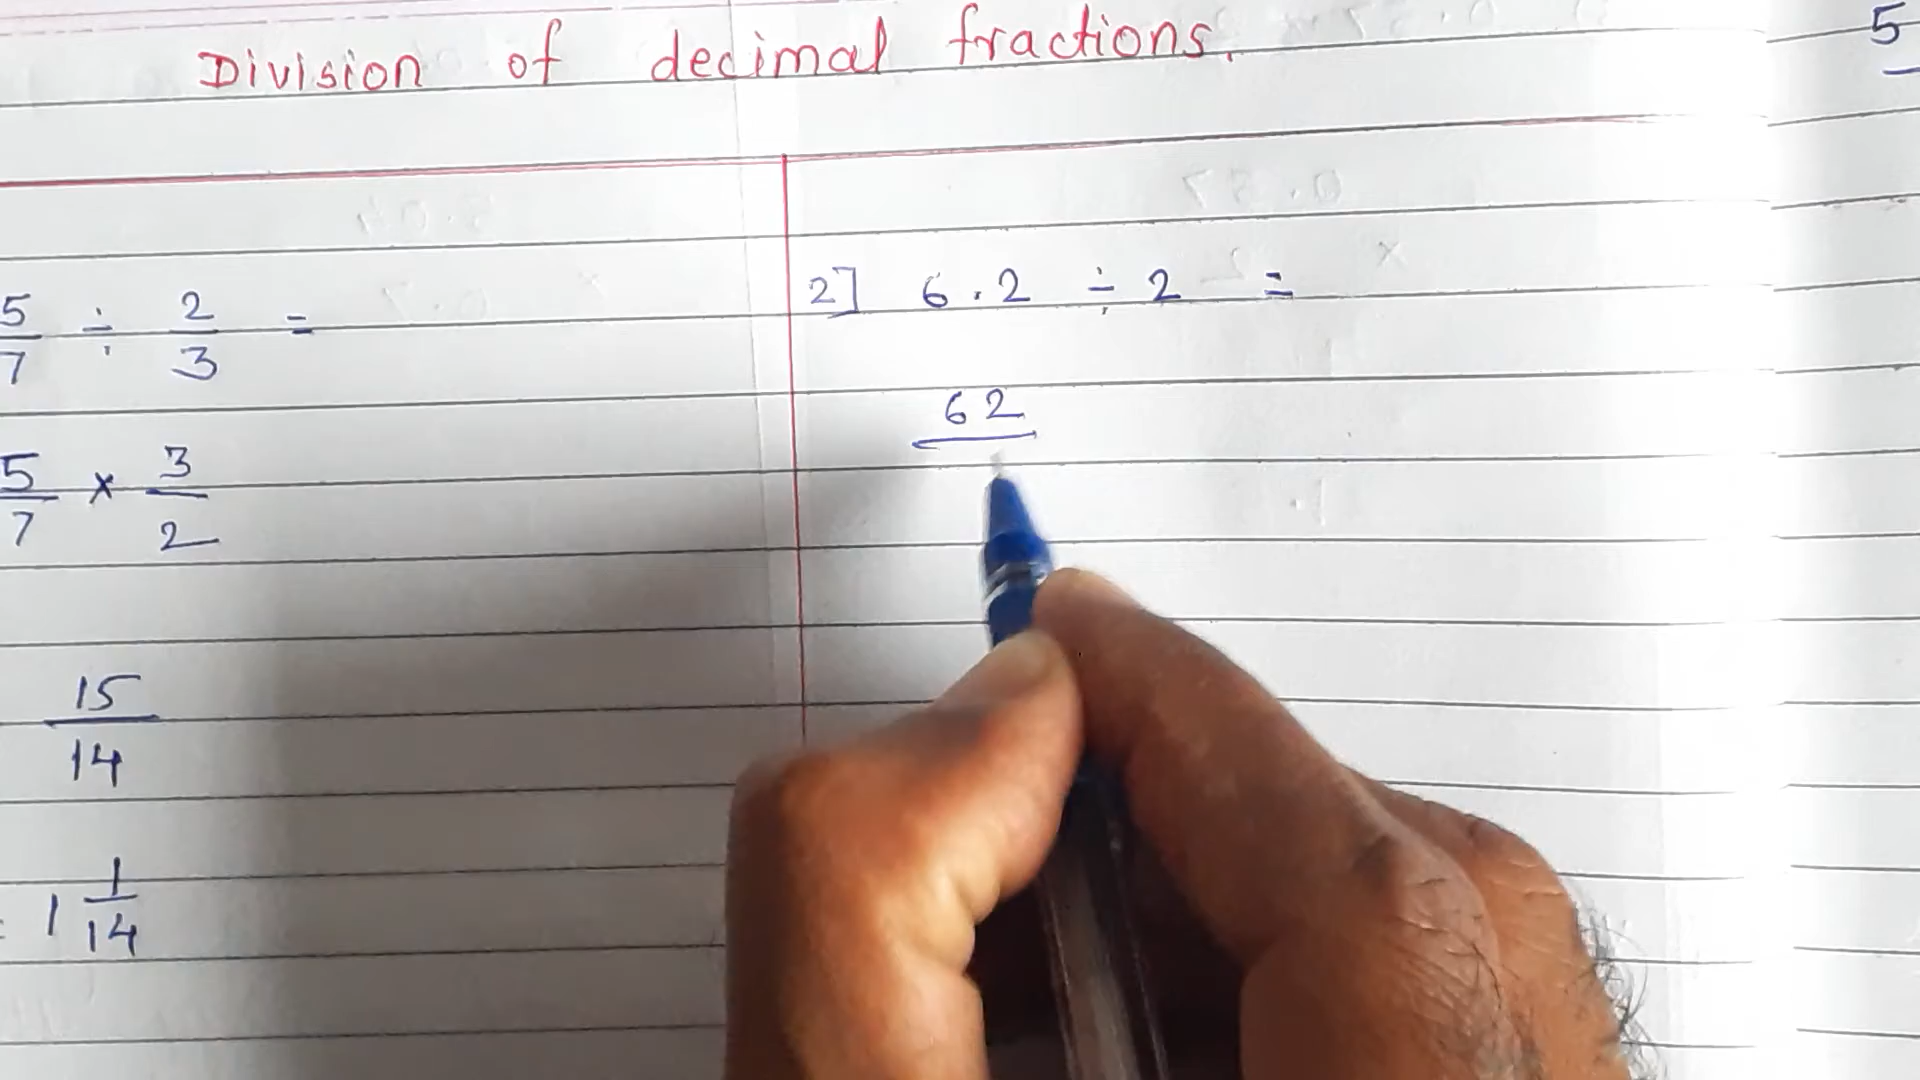 Division of decimal fractions.
5
5/7 ÷ 2/3 =
5/7 × 3/2
15/14
1 1/14
2] 6.2 ÷ 2 =
62